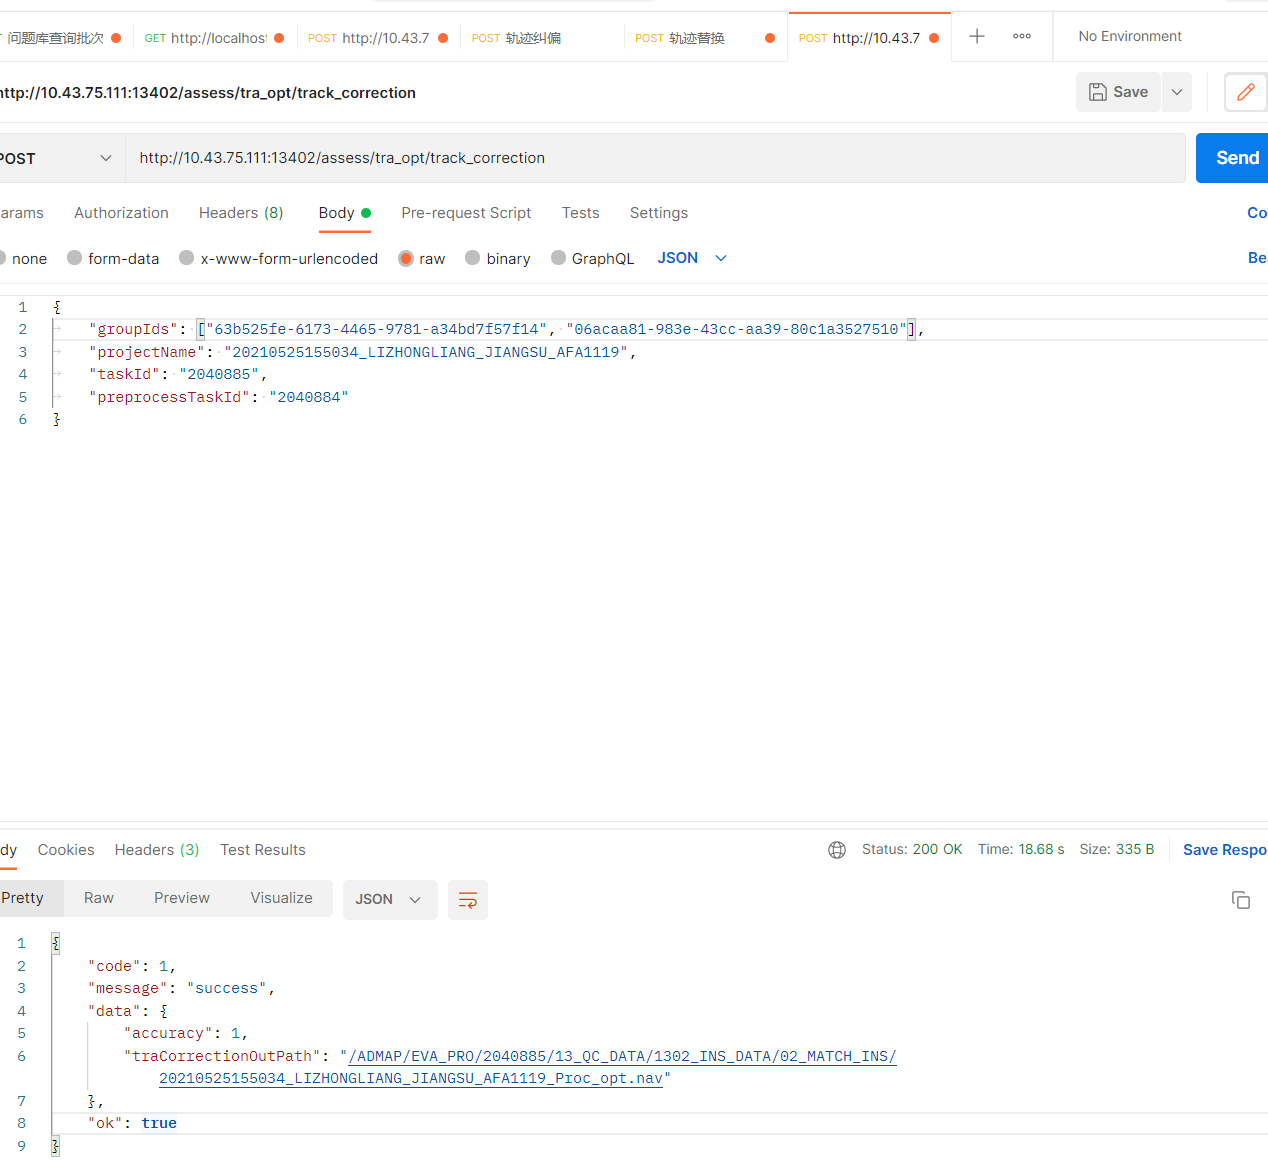 问题库查询批次 GET http://localhos POST http://10.43.7 POST 轨迹纠偏 POST 轨迹替换 POST http://10.43.7 No Environment
http://10.43.75.111:13402/assess/tra_opt/track_correction Save
POST http://10.43.75.111:13402/assess/tra_opt/track_correction Send
arams Authorization Headers (8) Body Pre-request Script Tests Settings Co
none form-data x-www-form-urlencoded raw binary GraphQL JSON Bea
1 {
2 "groupIds": ["63b525fe-6173-4465-9781-a34bd7f57f14", "06acaa81-983e-43cc-aa39-80c1a3527510"],
3 "projectName": "20210525155034_LIZHONGLIANG_JIANGSU_AFA1119",
4 "taskId": "2040885",
5 "preprocessTaskId": "2040884"
6 }
dy Cookies Headers (3) Test Results Status: 200 OK Time: 18.68 s Size: 335 B Save Respo
Pretty Raw Preview Visualize JSON
1 {
2 "code": 1,
3 "message": "success",
4 "data": {
5 "accuracy": 1,
6 "traCorrectionOutPath": "/ADMAP/EVA_PRO/2040885/13_QC_DATA/1302_INS_DATA/02_MATCH_INS/
20210525155034_LIZHONGLIANG_JIANGSU_AFA1119_Proc_opt.nav"
7 },
8 "ok": true
9 }